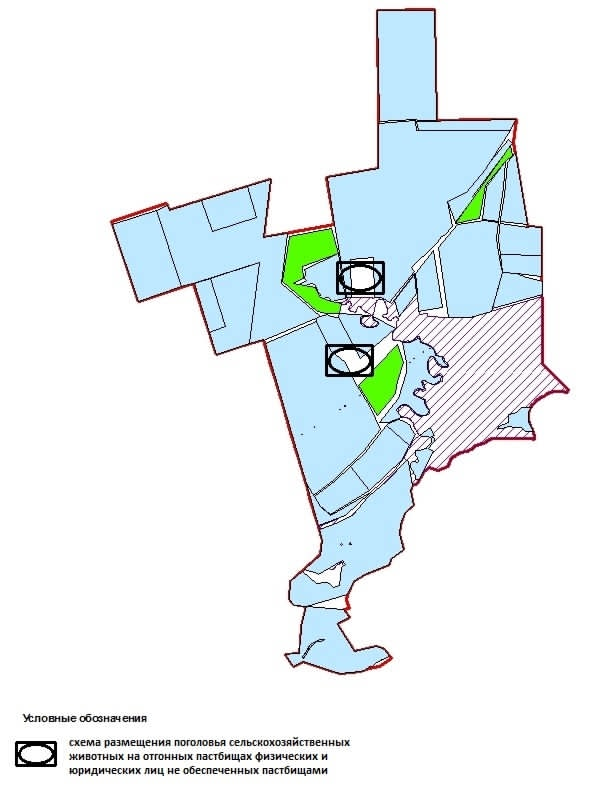 Условные обозначения
схема размещения поголовья сельскохозяйственных
животных на отгонных пастбищах физических и
юридических лиц не обеспеченных пастбищами